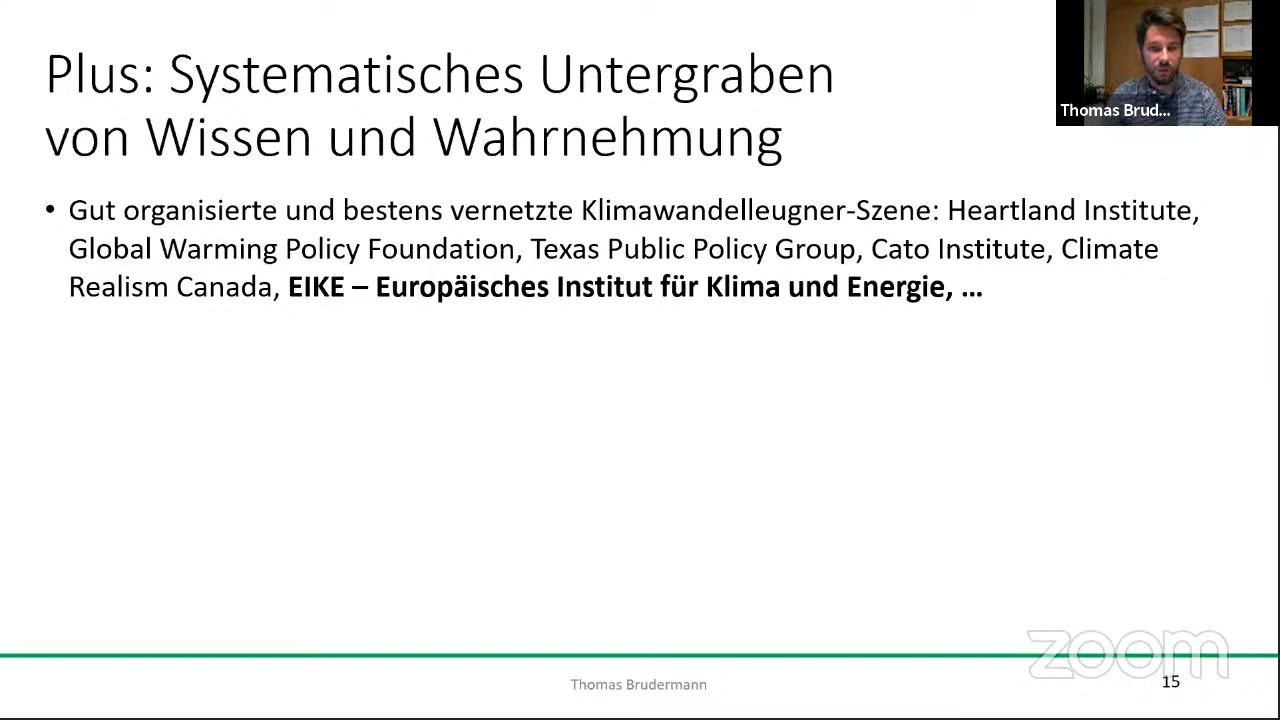 Plus: Systematisches Untergraben
von Wissen und Wahrnehmung
Thomas Brud...
• Gut organisierte und bestens vernetzte Klimawandelleugner-Szene: Heartland Institute,
Global Warming Policy Foundation, Texas Public Policy Group, Cato Institute, Climate
Realism Canada, EIKE – Europäisches Institut für Klima und Energie, ...
zoom
Thomas Brudermann
15